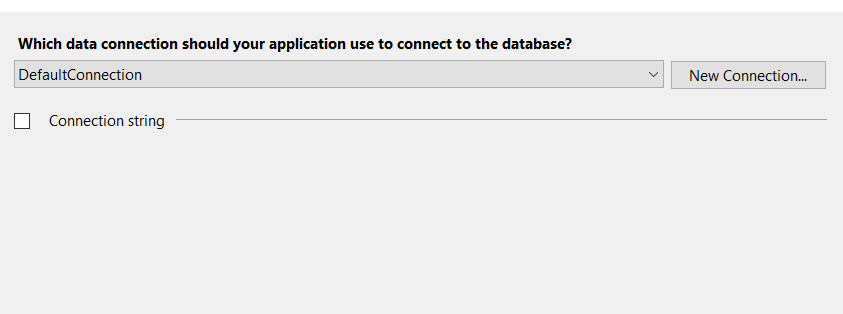 Which data connection should your application use to connect to the database?
DefaultConnection
New Connection...
Connection string